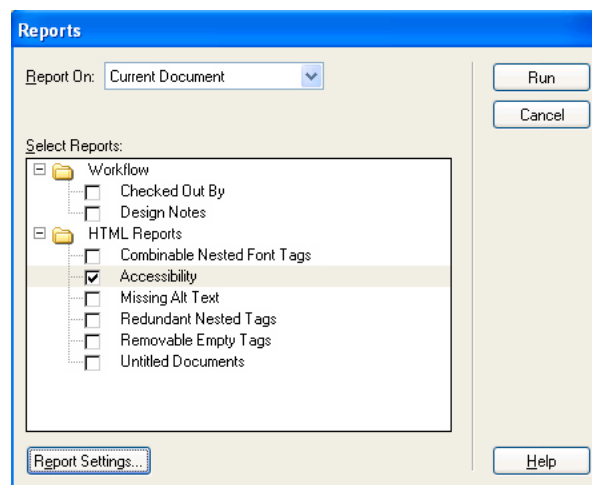 Reports
Report On: Current Document
Run
Cancel
Select Reports:
Workflow
Checked Out By
Design Notes
HTML Reports
Combinable Nested Font Tags
Accessibility
Missing Alt Text
Redundant Nested Tags
Removable Empty Tags
Untitled Documents
Report Settings... Help